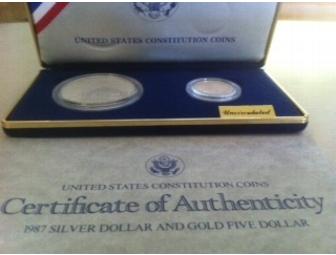 UNITED STATES CONSTITUTION COINS
Uncirculated
UNITED STATES CONSTITUTION COINS
Certificate of Authenticity
1987 SILVER DOLLAR AND GOLD FIVE DOLLAR